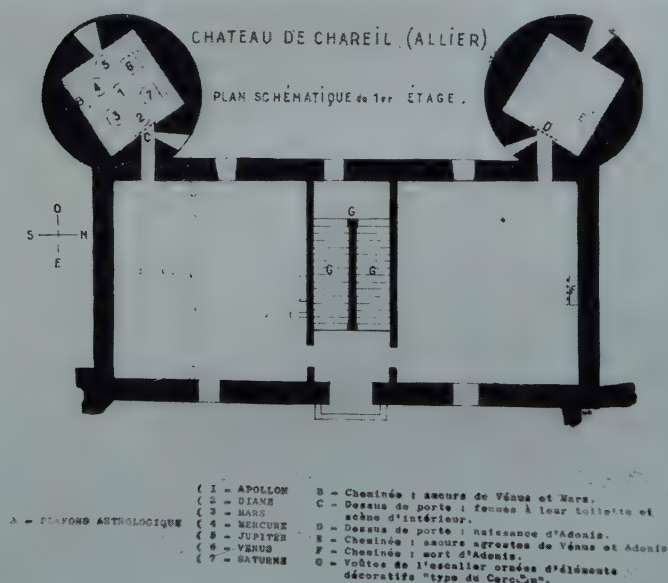 CHATEAU DE CHAREIL (ALLIER)
PLAN SCHÉMATIQUE du 1er ÉTAGE.
5
6
4
1
7
3
2
C
D
E
O
S
N
E
G
G
G
F
A = PLAFOND ASTROLOGIQUE
( 1 = APOLLON
( 2 = DIANE
( 3 = MARS
( 4 = MERCURE
( 5 = JUPITER
( 6 = VENUS
( 7 = SATURNE
B = Cheminée : amours de Vénus et Mars.
C = Dessus de porte : femmes à leur toilette et
scène d'intérieur.
D = Dessus de porte : naissance d'Adonis.
E = Cheminée : amours agrestes de Vénus et Adonis
F = Cheminée : mort d'Adonis.
G = Voûtes de l'escalier ornées d'éléments
décoratifs "type du Cerceau".